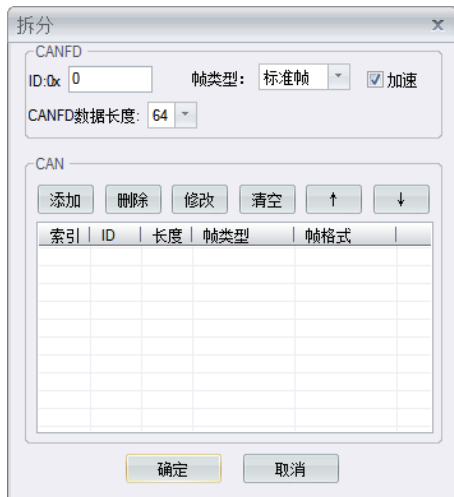 拆分 x
CANFD
ID:0x 0 帧类型: 标准帧 加速
CANFD数据长度: 64
CAN
添加 删除 修改 清空 ↑ ↓
索引 ID 长度 帧类型 帧格式
确定 取消